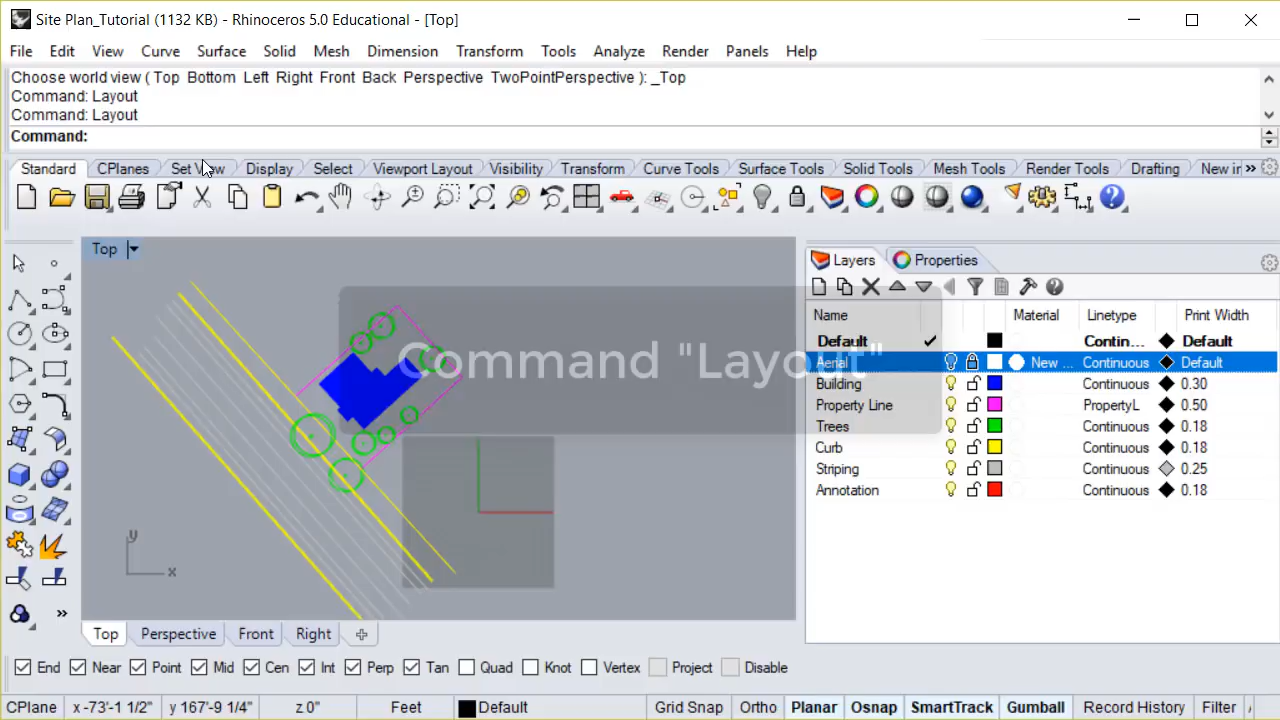 Site Plan_Tutorial (1132 KB) - Rhinoceros 5.0 Educational - [Top]
File Edit View Curve Surface Solid Mesh Dimension Transform Tools Analyze Render Panels Help
Choose world view ( Top Bottom Left Right Front Back Perspective TwoPointPerspective ): _Top
Command: Layout
Command: Layout
Command:
Standard CPlanes Set View Display Select Viewport Layout Visibility Transform Curve Tools Surface Tools Solid Tools Mesh Tools Render Tools Drafting New in
Top
Layers Properties
Name Material Linetype Print Width
Default Contin... Default
Aerial New ... Continuous Default
Command "Layout"
Building Continuous 0.30
Property Line PropertyL 0.50
Trees Continuous 0.18
Curb Continuous 0.18
Striping Continuous 0.25
Annotation Continuous 0.18
y
x
Top Perspective Front Right
End Near Point Mid Cen Int Perp Tan Quad Knot Vertex Project Disable
CPlane x -73'-1 1/2" y 167'-9 1/4" z 0" Feet Default Grid Snap Ortho Planar Osnap SmartTrack Gumball Record History Filter